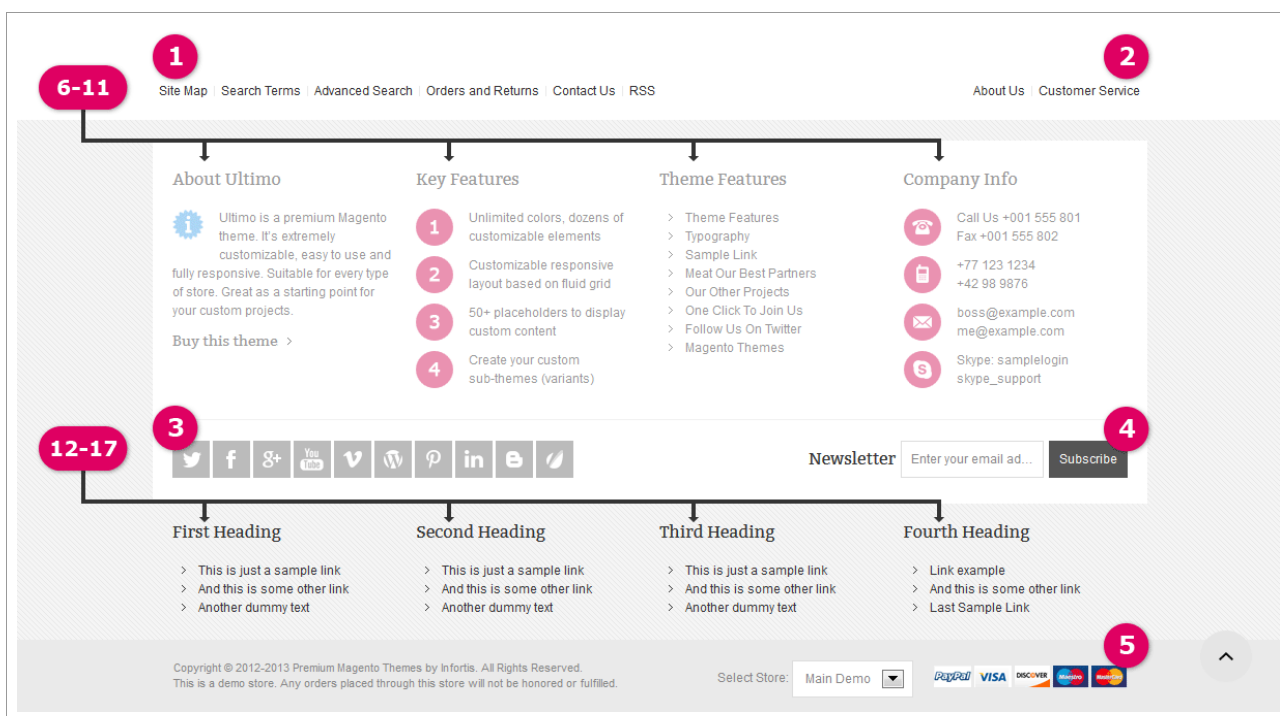 1
2
6-11
Site Map | Search Terms | Advanced Search | Orders and Returns | Contact Us | RSS
About Us | Customer Service
About Ultimo
Ultimo is a premium Magento
theme. It's extremely
customizable, easy to use and
fully responsive. Suitable for every type
of store. Great as a starting point for
your custom projects.
Buy this theme >
Key Features
1
Unlimited colors, dozens of
customizable elements
2
Customizable responsive
layout based on fluid grid
3
50+ placeholders to display
custom content
4
Create your custom
sub-themes (variants)
Theme Features
> Theme Features
> Typography
> Sample Link
> Meat Our Best Partners
> Our Other Projects
> One Click To Join Us
> Follow Us On Twitter
> Magento Themes
Company Info
Call Us +001 555 801
Fax +001 555 802
+77 123 1234
+42 98 9876
boss@example.com
me@example.com
Skype: samplelogin
skype_support
3
4
12-17
You
Tube
Newsletter
Enter your email ad...
Subscribe
First Heading
> This is just a sample link
> And this is some other link
> Another dummy text
Second Heading
> This is just a sample link
> And this is some other link
> Another dummy text
Third Heading
> This is just a sample link
> And this is some other link
> Another dummy text
Fourth Heading
> Link example
> And this is some other link
> Last Sample Link
5
Copyright © 2012-2013 Premium Magento Themes by Infortis. All Rights Reserved.
This is a demo store. Any orders placed through this store will not be honored or fulfilled.
Select Store:
Main Demo
PayPal
VISA
DISCOVER
Maestro
MasterCard